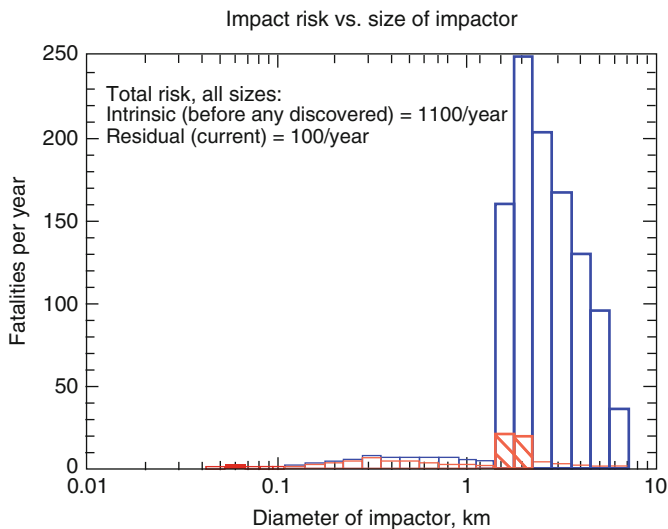 Impact risk vs. size of impactor
250
200
150
100
50
0
Total risk, all sizes:
Intrinsic (before any discovered) = 1100/year
Residual (current) = 100/year
Fatalities per year
0.01
0.1
1
10
Diameter of impactor, km